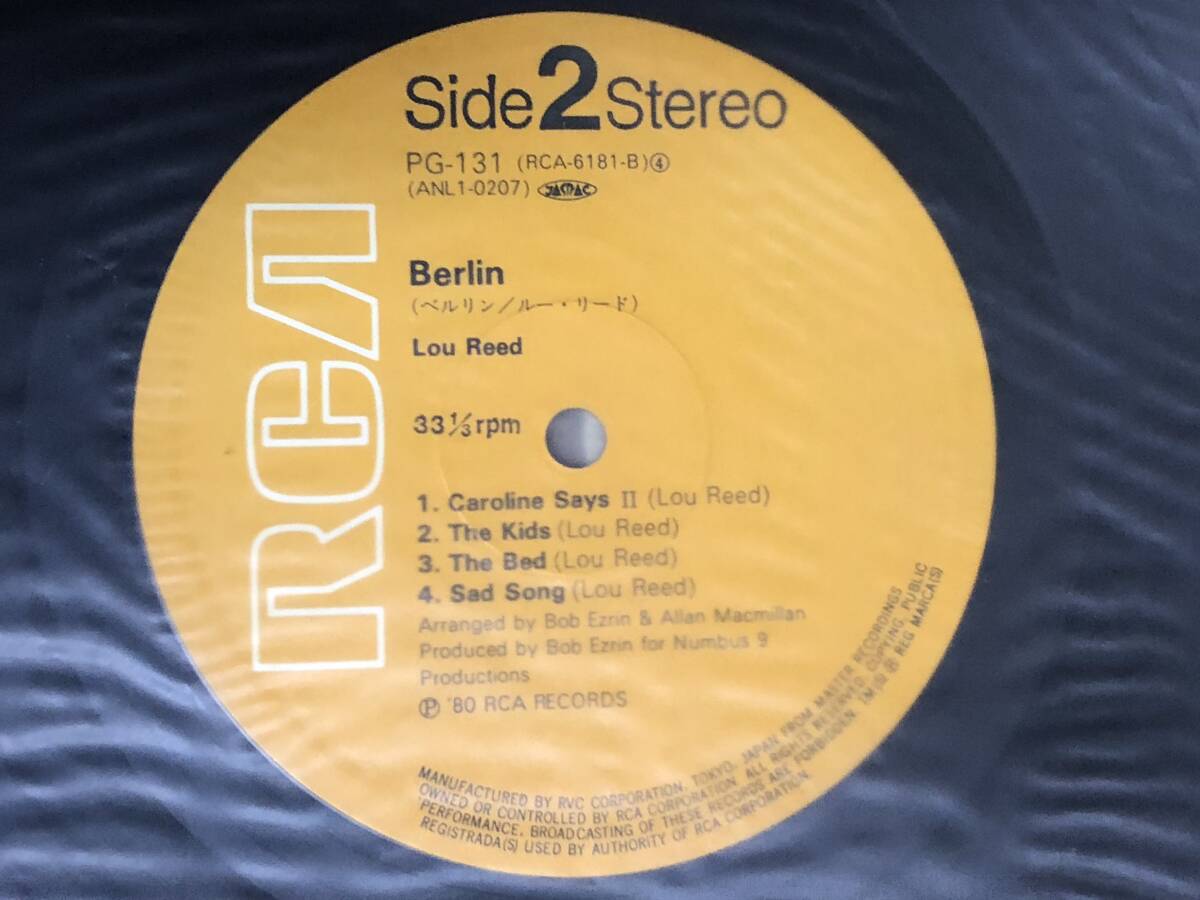 Side 2 Stereo
PG-131 (RCA-6181-B)④
(ANL1-0207) JASRAC
RCA
Berlin
(ベルリン/ルー・リード)
Lou Reed
33⅓rpm
1. Caroline Says II (Lou Reed)
2. The Kids (Lou Reed)
3. The Bed (Lou Reed)
4. Sad Song (Lou Reed)
Arranged by Bob Ezrin & Allan Macmillan
Produced by Bob Ezrin for Numbus 9
Productions
Ⓟ '80 RCA RECORDS
MANUFACTURED BY RVC CORPORATION, TOKYO, JAPAN FROM MASTER RECORDINGS
OWNED OR CONTROLLED BY RCA CORPORATION. ALL RIGHTS RESERVED. COPYING, PUBLIC
PERFORMANCE, BROADCASTING OF THESE RECORDS ARE FORBIDDEN. TM(S) ® REG MARCA(S)
REGISTRADA(S) USED BY AUTHORITY OF RCA CORPORATION.